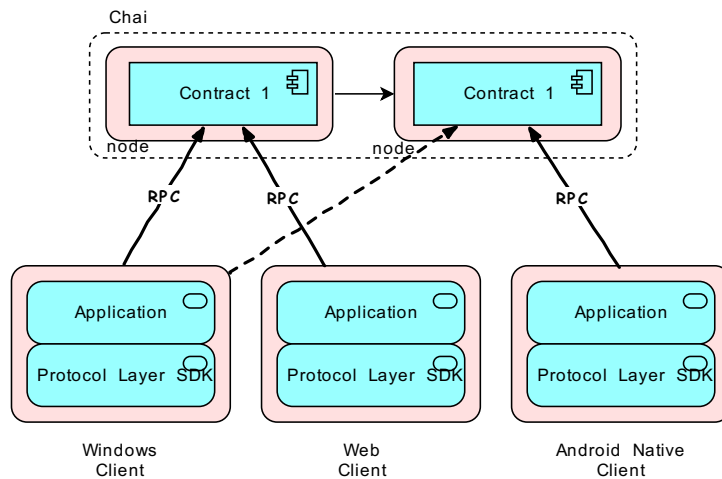 Chai
Contract 1
Contract 1
node
node
RPC
RPC
RPC
Application
Application
Application
Protocol Layer SDK
Protocol Layer SDK
Protocol Layer SDK
Windows
Client
Web
Client
Android Native
Client